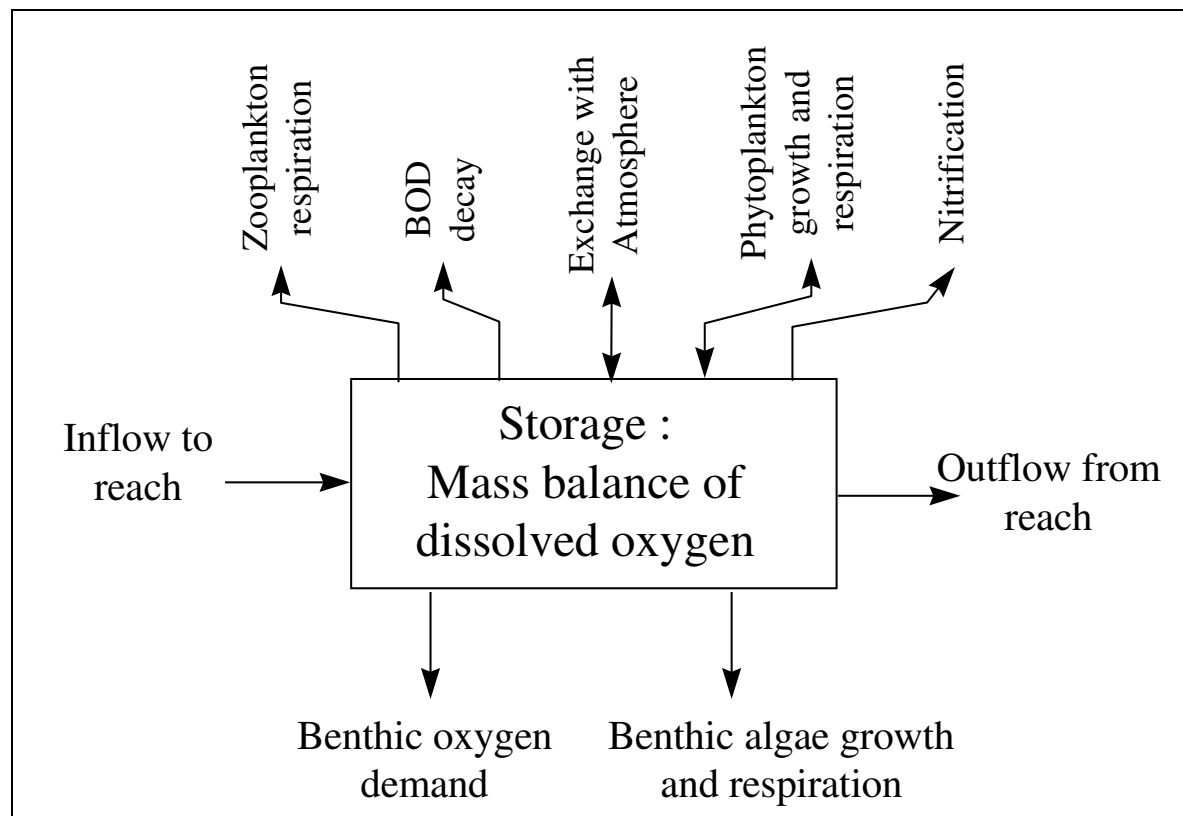 Zooplankton
respiration
BOD
decay
Exchange with
Atmosphere
Phytoplankton
growth and
respiration
Nitrification
Inflow to
reach
Storage :
Mass balance of
dissolved oxygen
Outflow from
reach
Benthic oxygen
demand
Benthic algae growth
and respiration